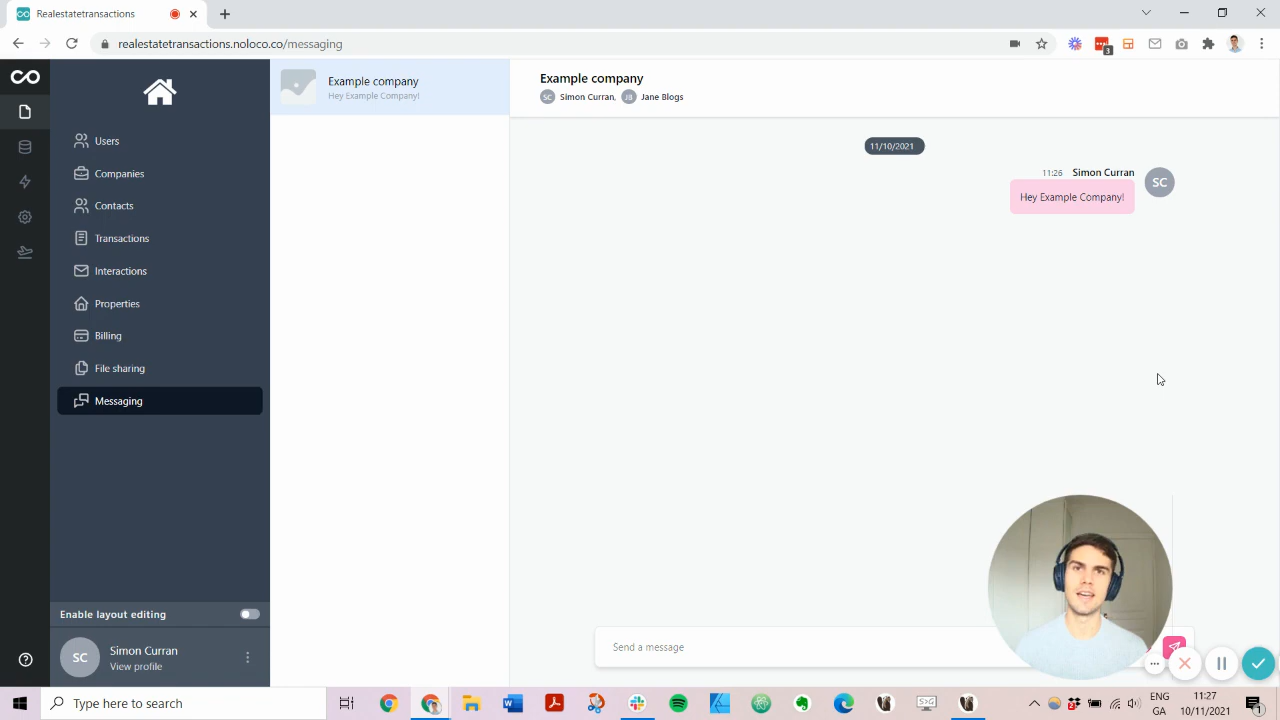 Realestatetransactions
realestatetransactions.noloco.co/messaging
3
Users
Companies
Contacts
Transactions
Interactions
Properties
Billing
File sharing
Messaging
Enable layout editing
SC
Simon Curran
View profile
Example company
Hey Example Company!
Example company
SC Simon Curran, JB Jane Blogs
11/10/2021
11:26 Simon Curran
SC
Hey Example Company!
Send a message
Type here to search
ENG
GA
11:27
10/11/2021
1